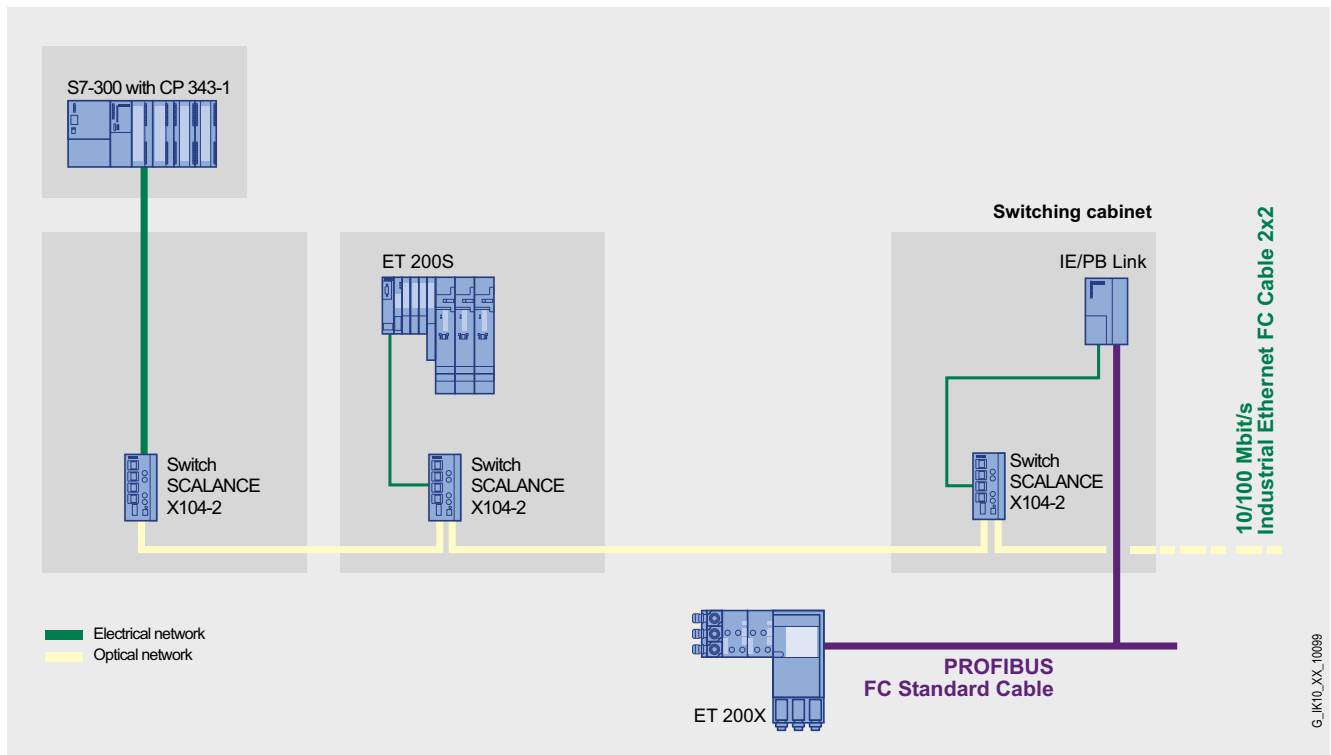 S7-300 with CP 343-1
Switching cabinet
ET 200S
IE/PB Link
Switch
SCALANCE
X104-2
Switch
SCALANCE
X104-2
Switch
SCALANCE
X104-2
10/100 Mbit/s
Industrial Ethernet FC Cable 2x2
Electrical network
Optical network
PROFIBUS
FC Standard Cable
ET 200X
G_IK10_XX_10099